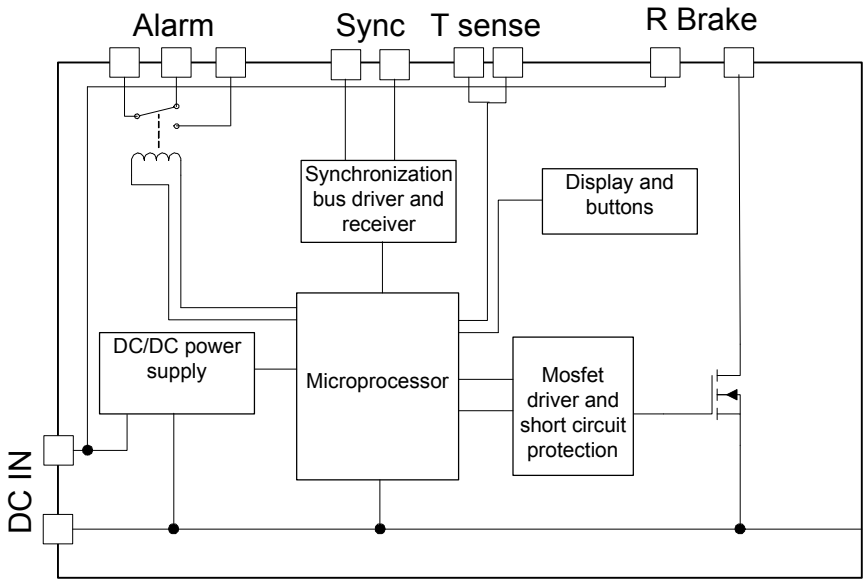 Alarm
Sync
T sense
R Brake
Synchronization
bus driver and
receiver
Display and
buttons
DC/DC power
supply
Microprocessor
Mosfet
driver and
short circuit
protection
DC IN